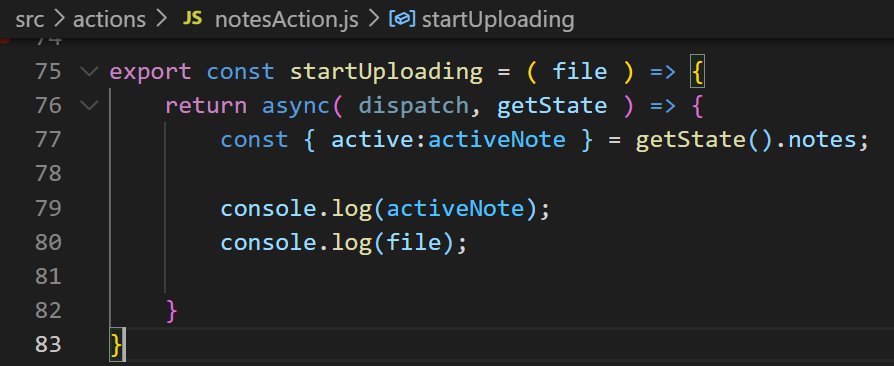 src > actions > JS notesAction.js > startUploading
74
75 export const startUploading = ( file ) => {
76 return async( dispatch, getState ) => {
77 const { active:activeNote } = getState().notes;
78
79 console.log(activeNote);
80 console.log(file);
81
82 }
83 }